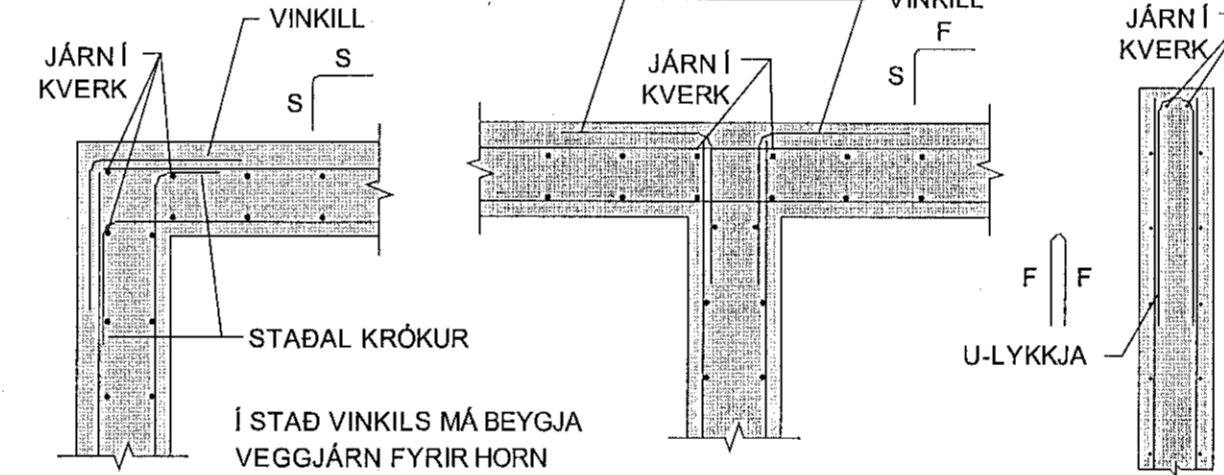 VINKILL
JÁRN Í
KVERK
S
S
STAÐAL KRÓKUR
Í STAÐ VINKILS MÁ BEYGJA
VEGGJÁRN FYRIR HORN
VINKILL
F
S
JÁRN Í
KVERK
JÁRN Í
KVERK
F F
U-LYKKJA